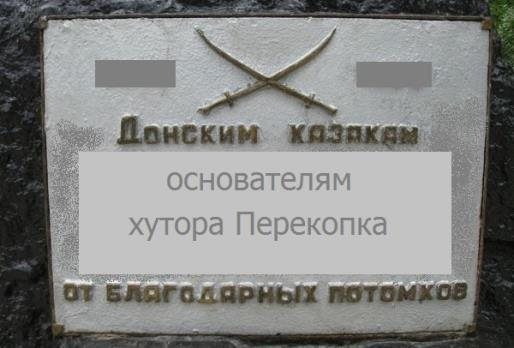 Донским казакам
основателям
хутора Перекопка
от благодарных потомков